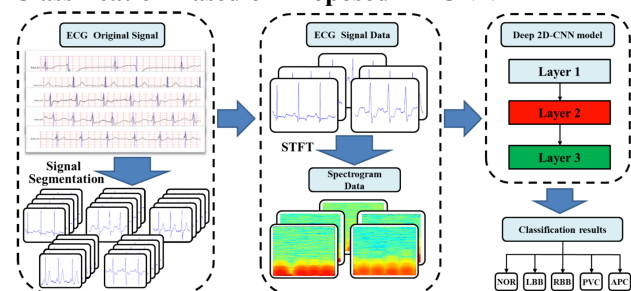 ECG Original Signal
Signal
Segmentation
ECG Signal Data
STFT
Spectrogram
Data
Deep 2D-CNN model
Layer 1
Layer 2
Layer 3
Classification results
NOR
LBB
RBB
PVC
APC